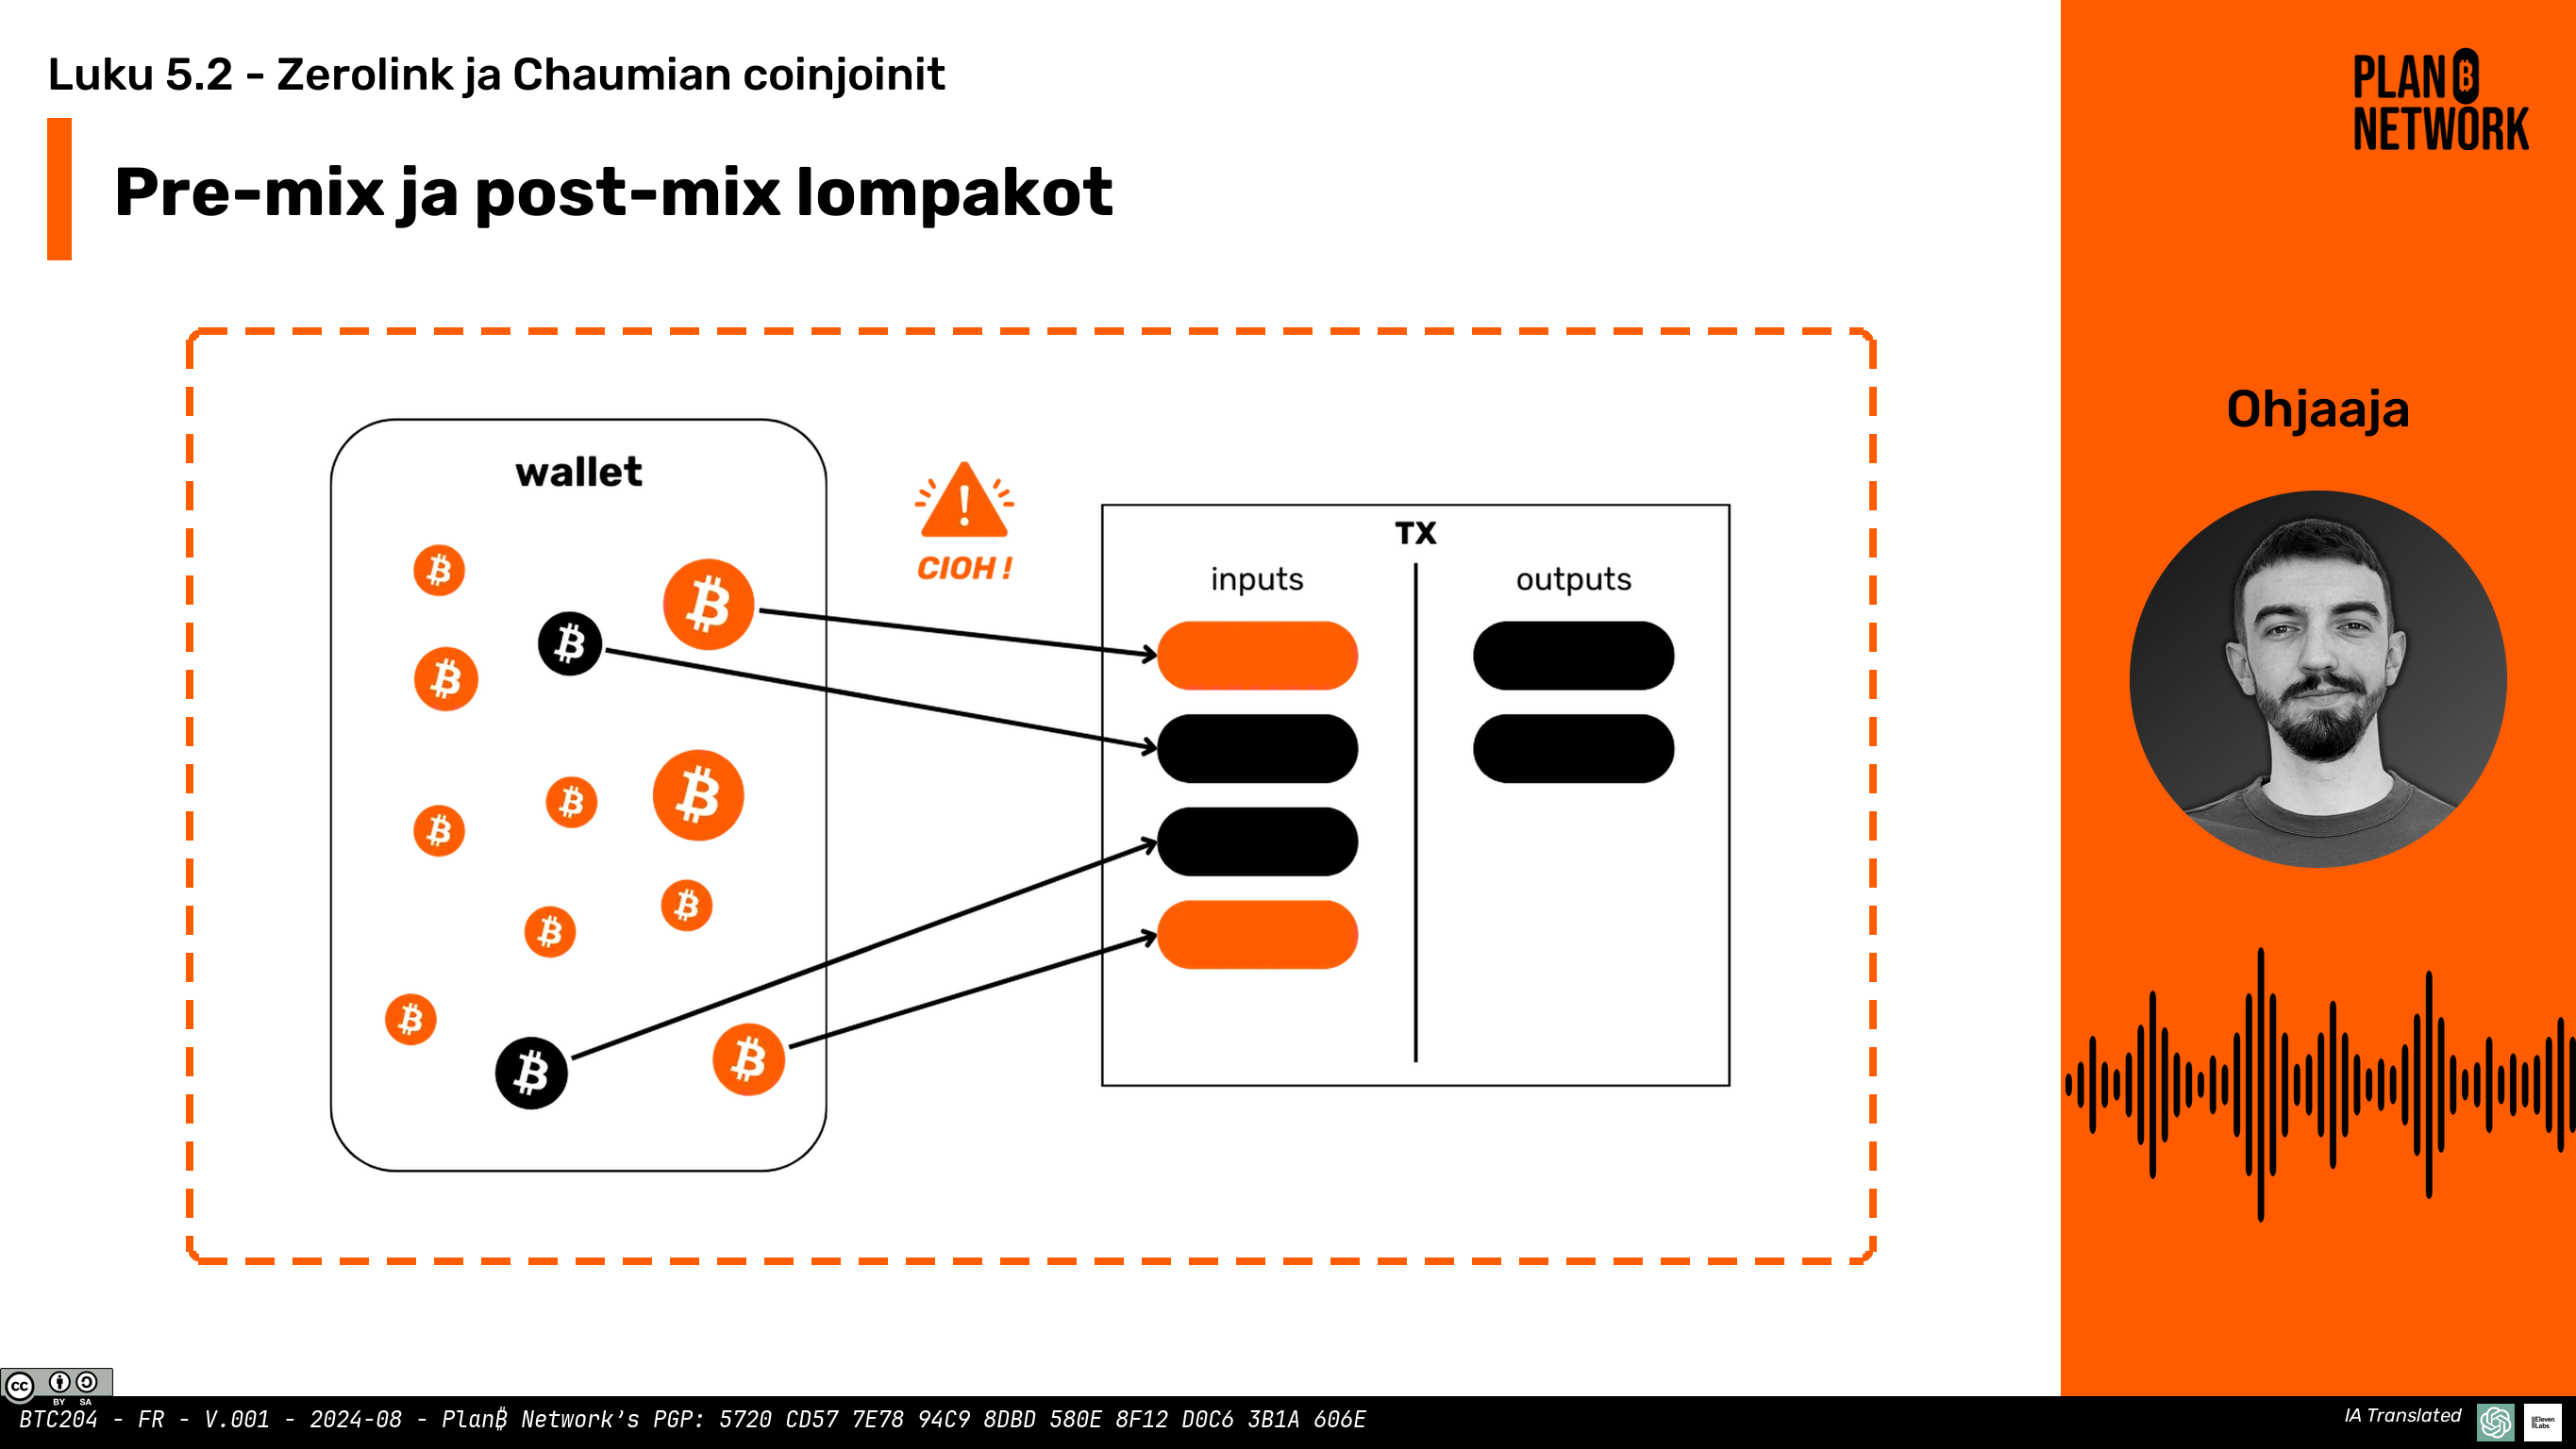 Luku 5.2 - Zerolink ja Chaumian coinjoinit
PLAN B
NETWORK
Pre-mix ja post-mix lompakot
Ohjaaja
wallet
CIOH !
TX
inputs
outputs
cc
BY SA
BTC204 - FR - V.001 - 2024-08 - Plan₿ Network's PGP: 5720 CD57 7E78 94C9 8DBD 580E 8F12 D0C6 3B1A 606E
IA Translated
ElevenLabs